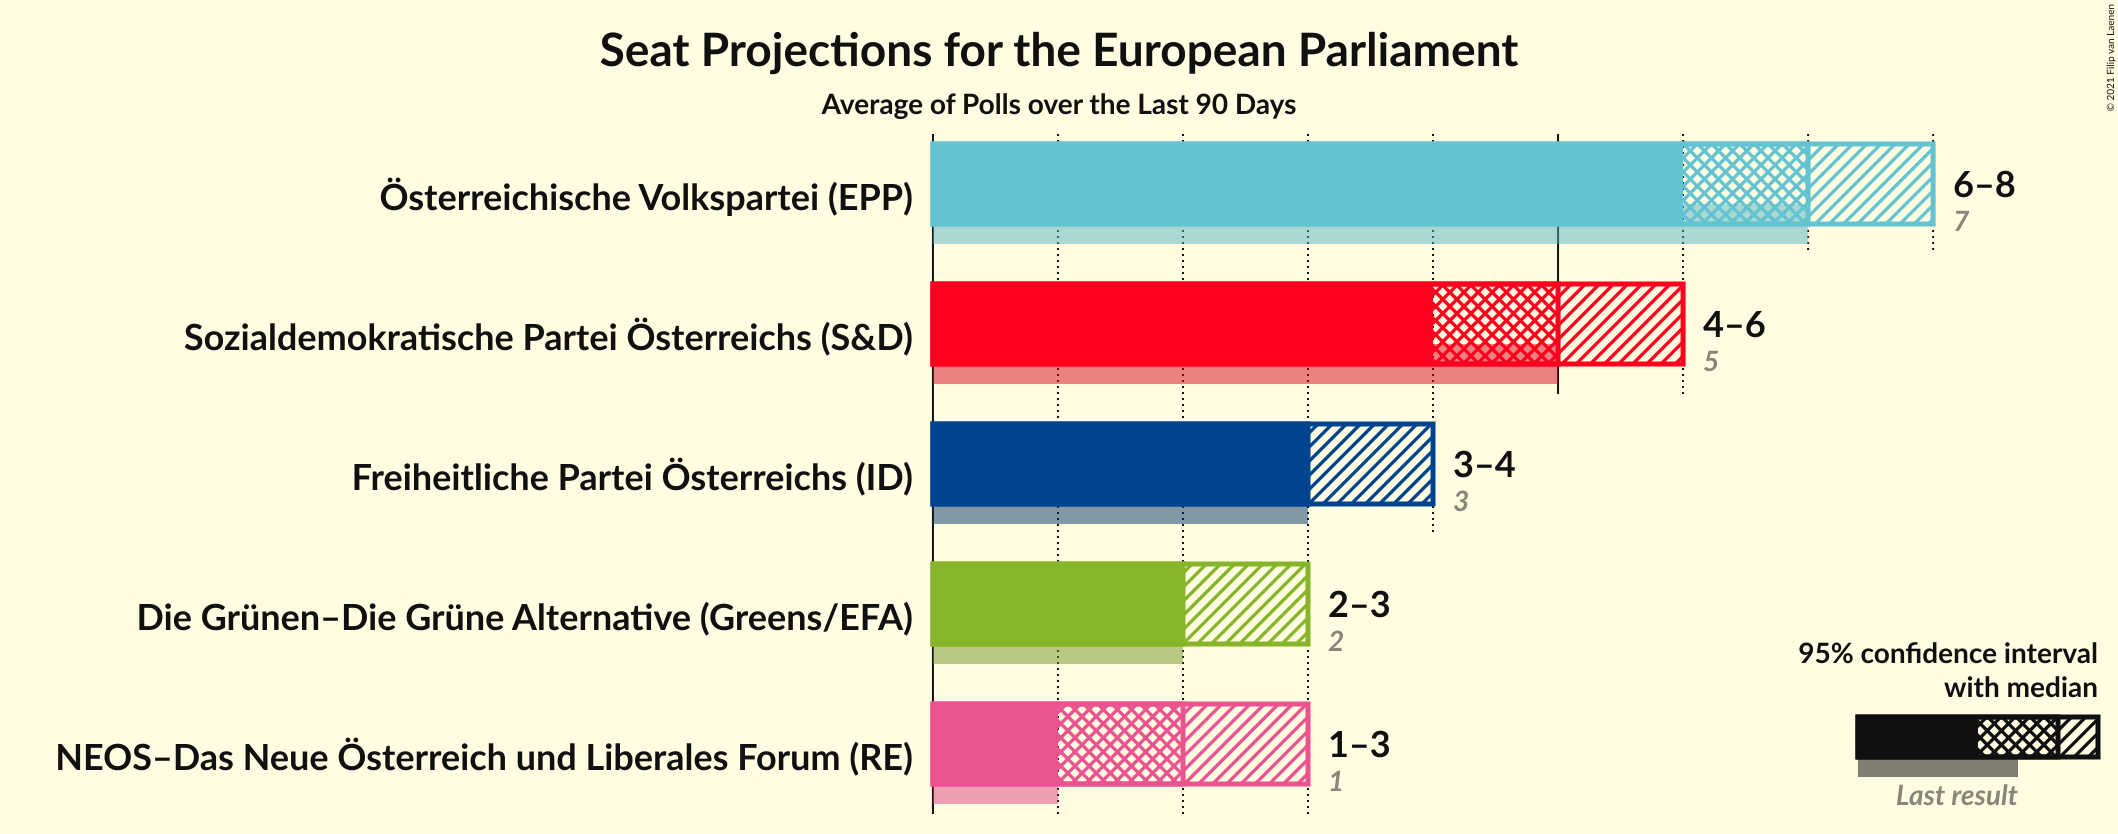 Seat Projections for the European Parliament
Average of Polls over the Last 90 Days
© 2021 Filip van Laenen
Österreichische Volkspartei (EPP)
6–8
7
Sozialdemokratische Partei Österreichs (S&D)
4–6
5
Freiheitliche Partei Österreichs (ID)
3–4
3
Die Grünen–Die Grüne Alternative (Greens/EFA)
2–3
2
NEOS–Das Neue Österreich und Liberales Forum (RE)
1–3
1
95% confidence interval
with median
Last result